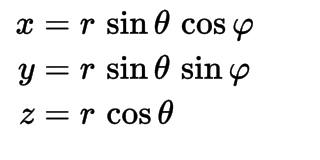 x = r sin θ cos φ
y = r sin θ sin φ
z = r cos θ